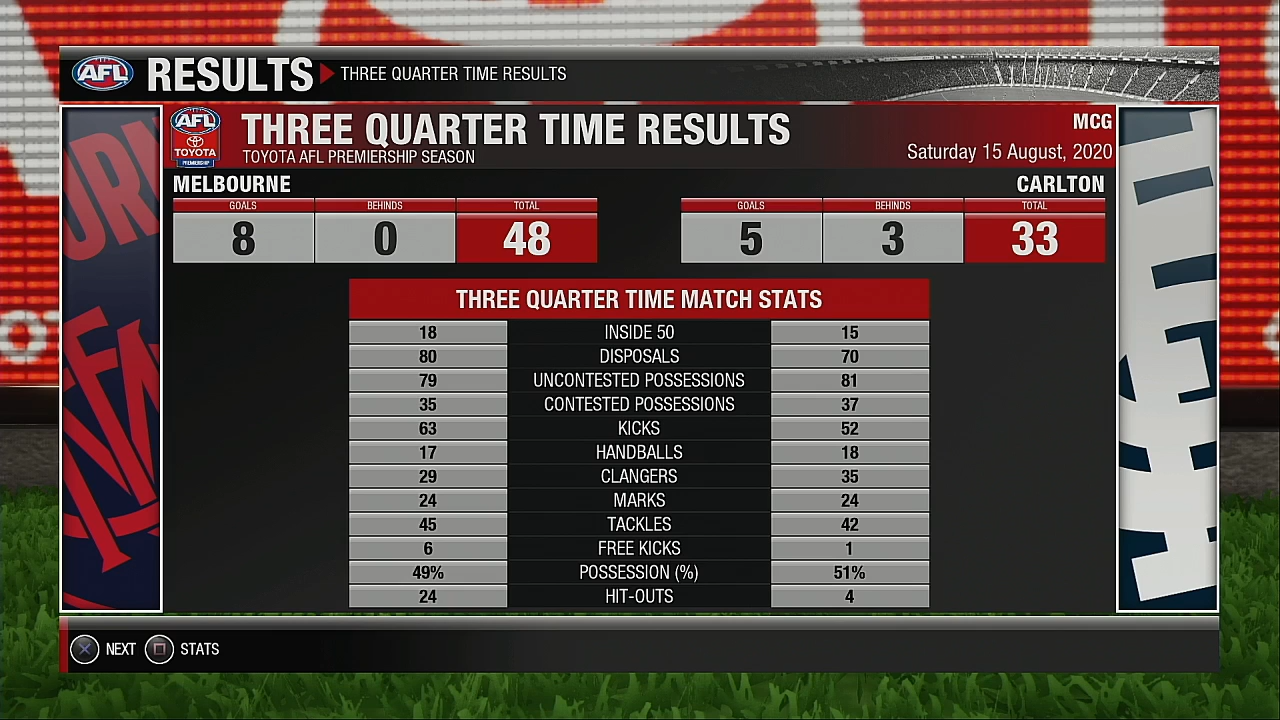 AFL RESULTS THREE QUARTER TIME RESULTS
AFL TOYOTA PREMIERSHIP
THREE QUARTER TIME RESULTS
TOYOTA AFL PREMIERSHIP SEASON
MCG
Saturday 15 August, 2020
MELBOURNE CARLTON
GOALS BEHINDS TOTAL GOALS BEHINDS TOTAL
8 0 48 5 3 33
THREE QUARTER TIME MATCH STATS
18 INSIDE 50 15
80 DISPOSALS 70
79 UNCONTESTED POSSESSIONS 81
35 CONTESTED POSSESSIONS 37
63 KICKS 52
17 HANDBALLS 18
29 CLANGERS 35
24 MARKS 24
45 TACKLES 42
6 FREE KICKS 1
49% POSSESSION (%) 51%
24 HIT-OUTS 4
NEXT STATS